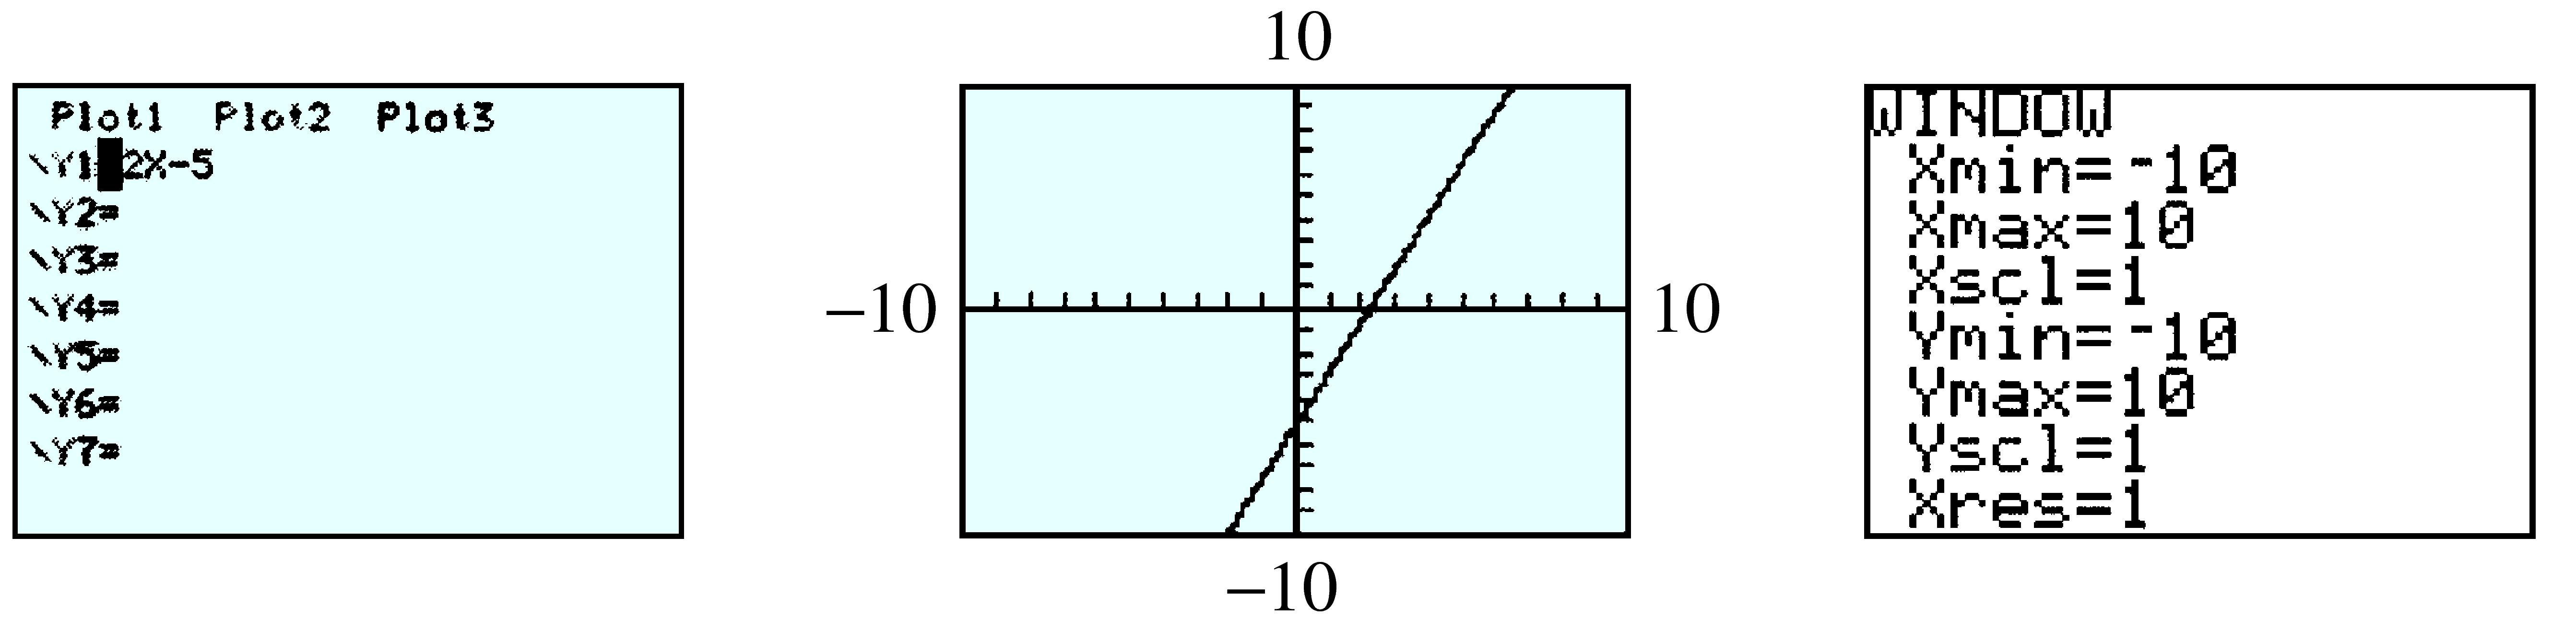 Plot1 Plot2 Plot3
\Y1=2X-5
\Y2=
\Y3=
\Y4=
\Y5=
\Y6=
\Y7=
10
−10
10
−10
WINDOW
Xmin=-10
Xmax=10
Xscl=1
Ymin=-10
Ymax=10
Yscl=1
Xres=1